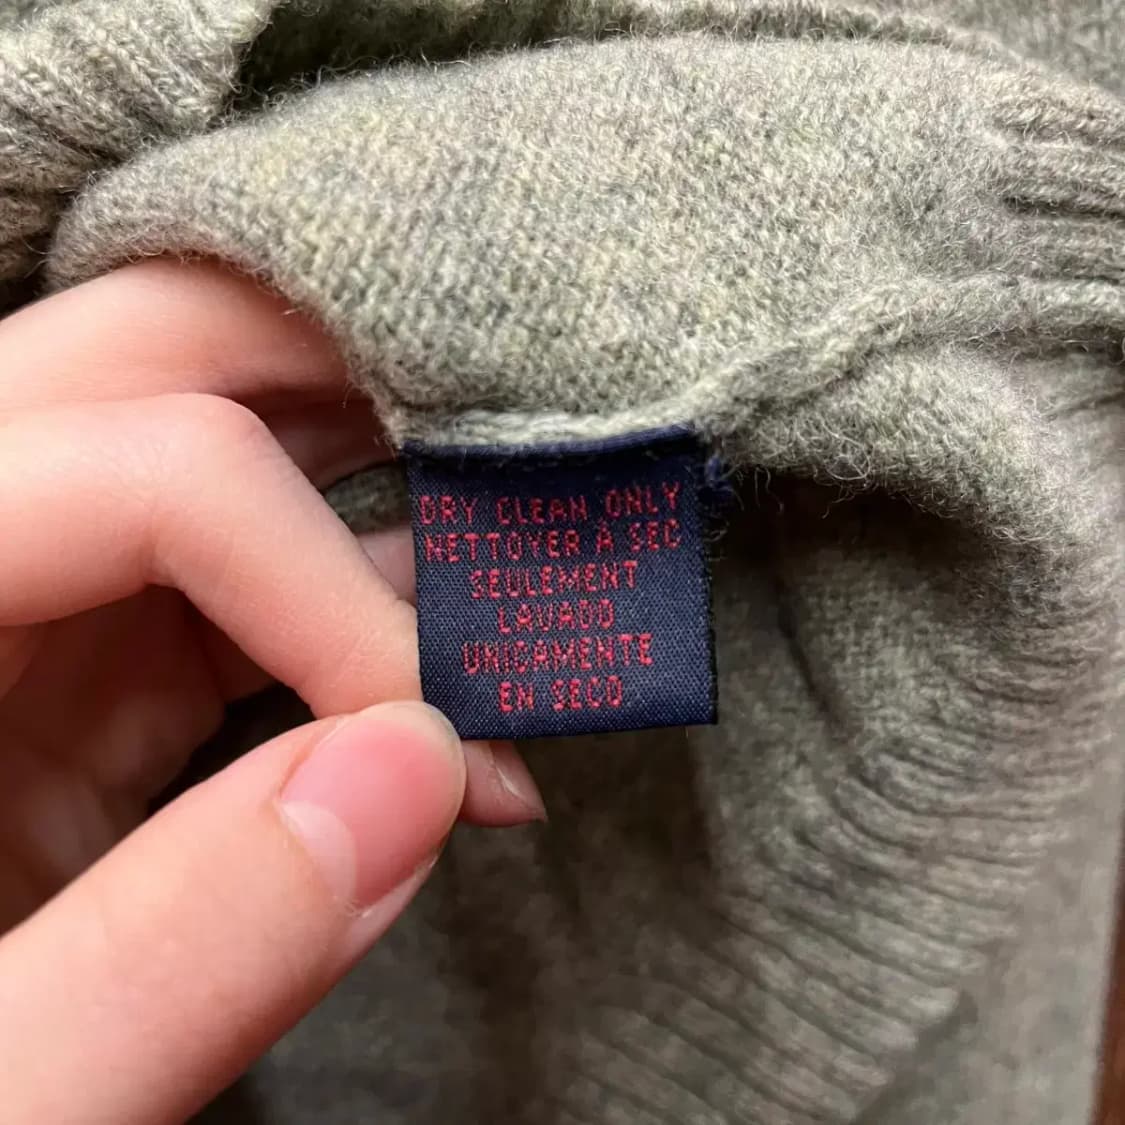 DRY CLEAN ONLY
NETTOYER À SEC
SEULEMENT
LAVADO
UNICAMENTE
EN SECO